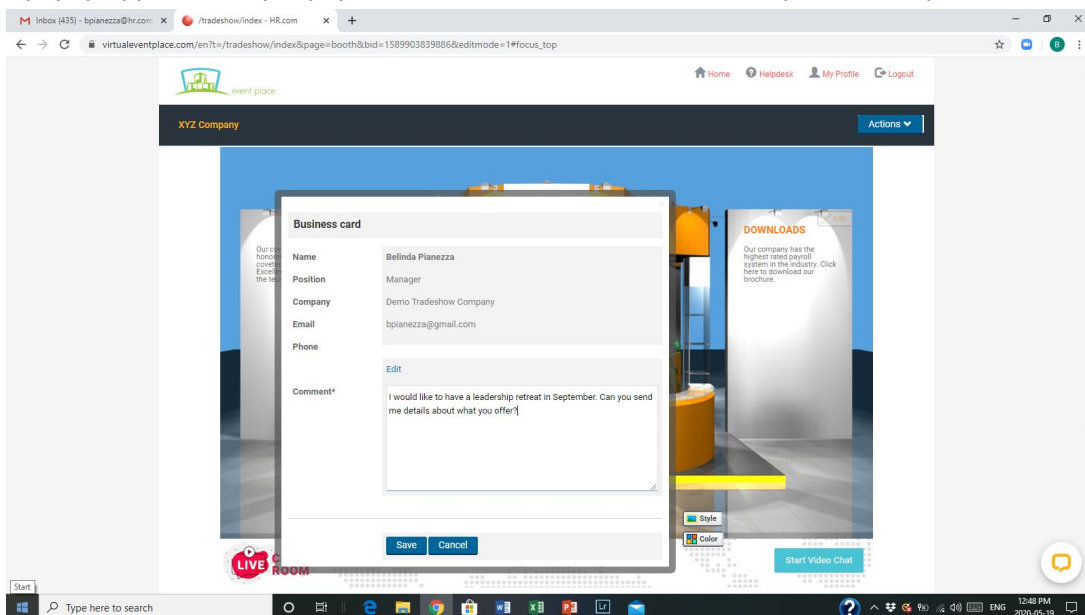 Inbox (435) - bpianezza@hr.com
/tradeshow/index - HR.com
virtualeventplace.com/en?t=/tradeshow/index&page=booth&bid=1589903839886&editmode=1#focus_top
B
event place
Home Helpdesk My Profile Logout
XYZ Company
Actions
Business card
Name Belinda Pianezza
Position Manager
Company Demo Tradeshow Company
Email bpianezza@gmail.com
Phone
Edit
Comment*
I would like to have a leadership retreat in September. Can you send
me details about what you offer?
Save Cancel
Our
the
DOWNLOADS
Our company has the
highest rated payroll
system in the industry. Click
here to download our
brochure.
Style
Color
LIVE
ROOM
Start Video Chat
Start
Type here to search
ENG
12:48 PM
2020-05-19